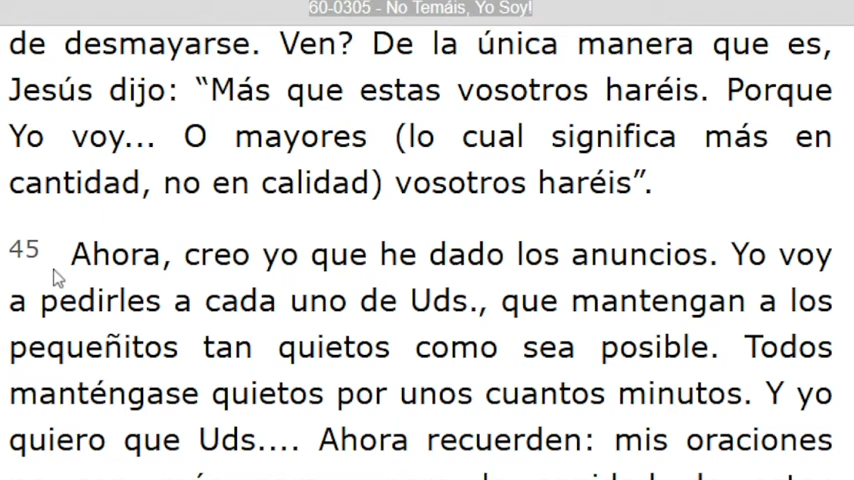 60-0305 - No Temáis, Yo Soy!
de desmayarse. Ven? De la única manera que es,
Jesús dijo: “Más que estas vosotros haréis. Porque
Yo voy... O mayores (lo cual significa más en
cantidad, no en calidad) vosotros haréis”.
45 Ahora, creo yo que he dado los anuncios. Yo voy
a pedirles a cada uno de Uds., que mantengan a los
pequeñitos tan quietos como sea posible. Todos
manténgase quietos por unos cuantos minutos. Y yo
quiero que Uds.... Ahora recuerden: mis oraciones